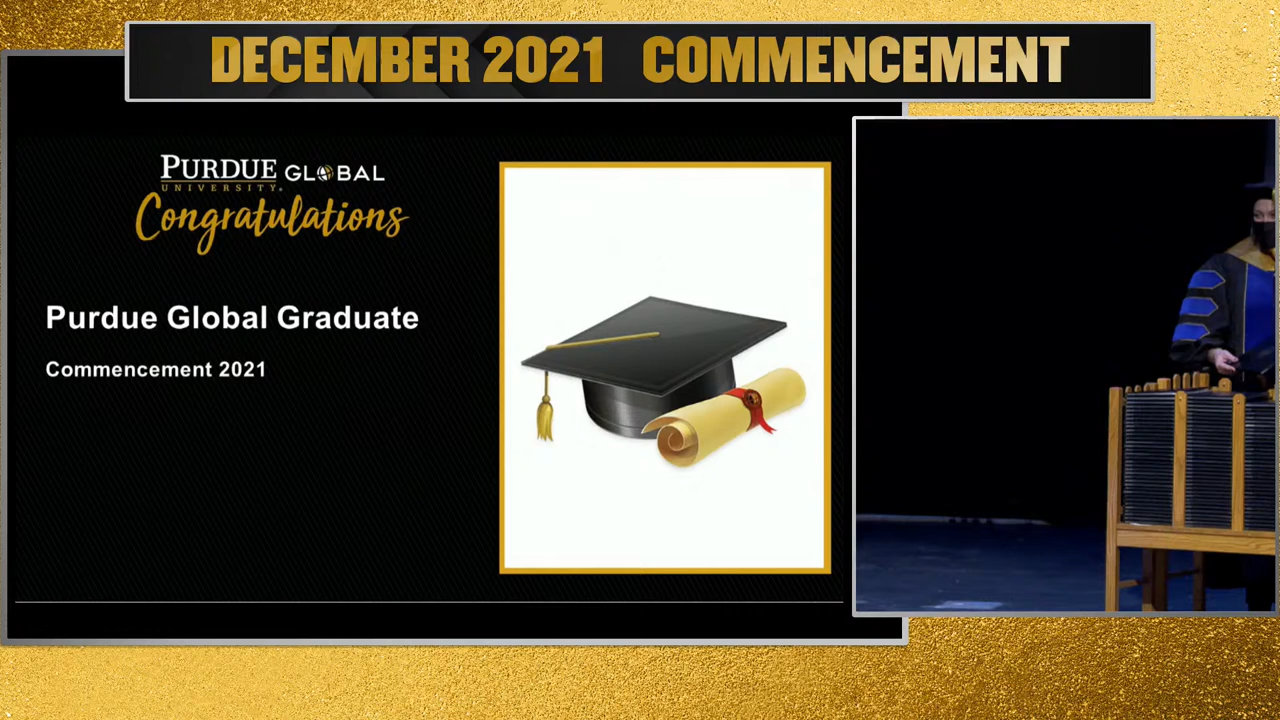 DECEMBER 2021 COMMENCEMENT
PURDUE GLOBAL
UNIVERSITY.
Congratulations
Purdue Global Graduate
Commencement 2021